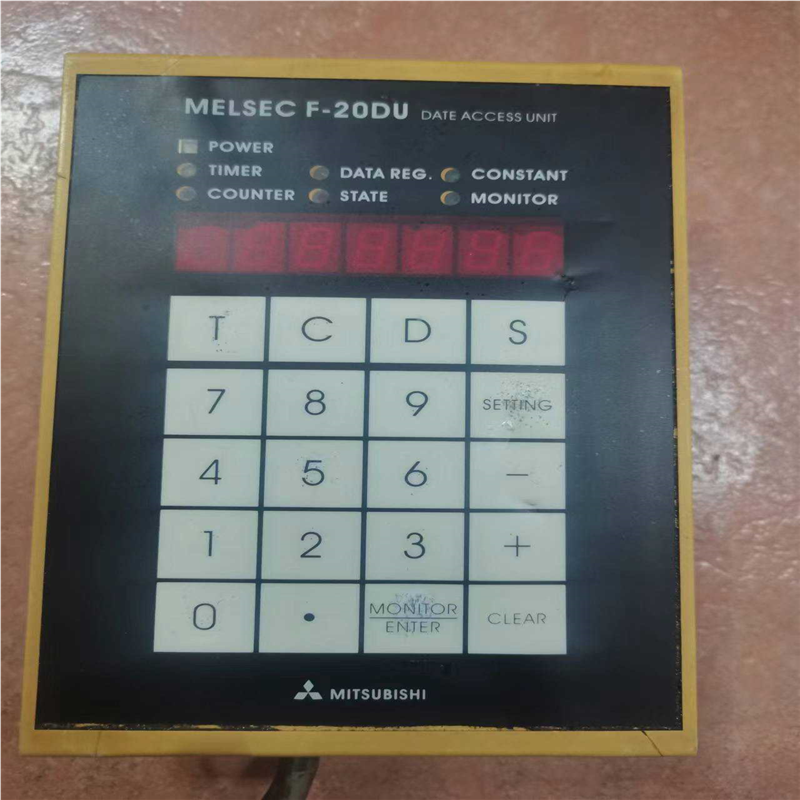 MELSEC F-20DU DATE ACCESS UNIT
POWER
TIMER DATA REG. CONSTANT
COUNTER STATE MONITOR
T C D S
7 8 9 SETTING
4 5 6 −
1 2 3 +
0 • MONITOR
ENTER CLEAR
MITSUBISHI